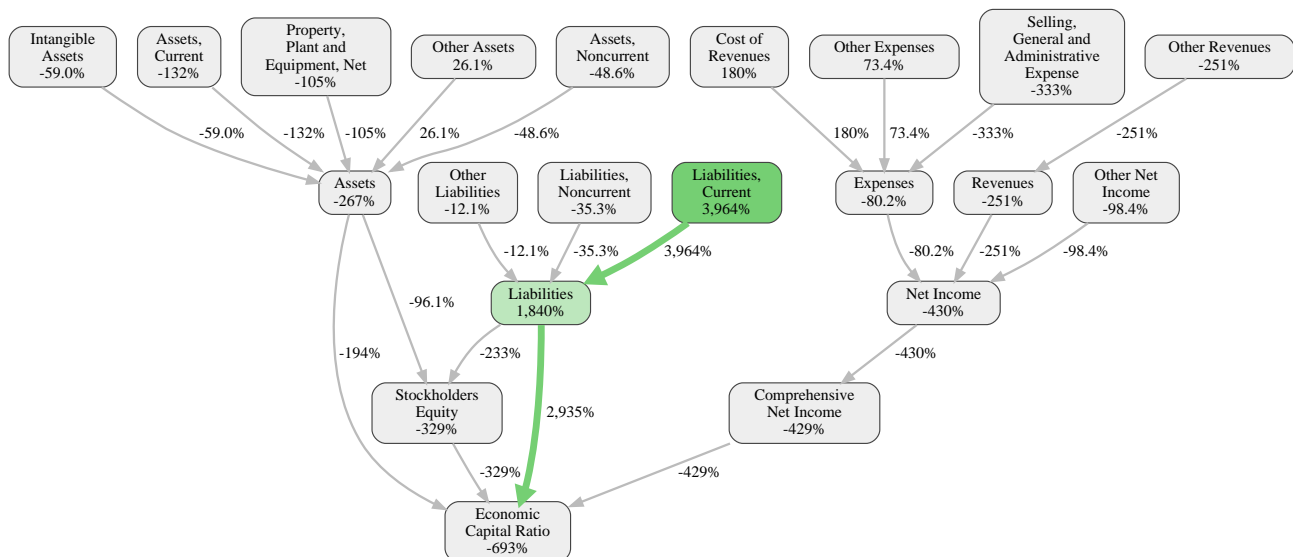 Intangible
Assets
-59.0%
Assets,
Current
-132%
Property,
Plant and
Equipment, Net
-105%
Other Assets
26.1%
Assets,
Noncurrent
-48.6%
Cost of
Revenues
180%
Other Expenses
73.4%
Selling,
General and
Administrative
Expense
-333%
Other Revenues
-251%
-59.0%
-132%
-105%
26.1%
-48.6%
180%
73.4%
-333%
-251%
Assets
-267%
Other
Liabilities
-12.1%
Liabilities,
Noncurrent
-35.3%
Liabilities,
Current
3,964%
Expenses
-80.2%
Revenues
-251%
Other Net
Income
-98.4%
-12.1%
-35.3%
3,964%
-80.2%
-251%
-98.4%
Liabilities
1,840%
Net Income
-430%
-96.1%
-194%
-233%
-430%
Stockholders
Equity
-329%
2,935%
Comprehensive
Net Income
-429%
-329%
-429%
Economic
Capital Ratio
-693%